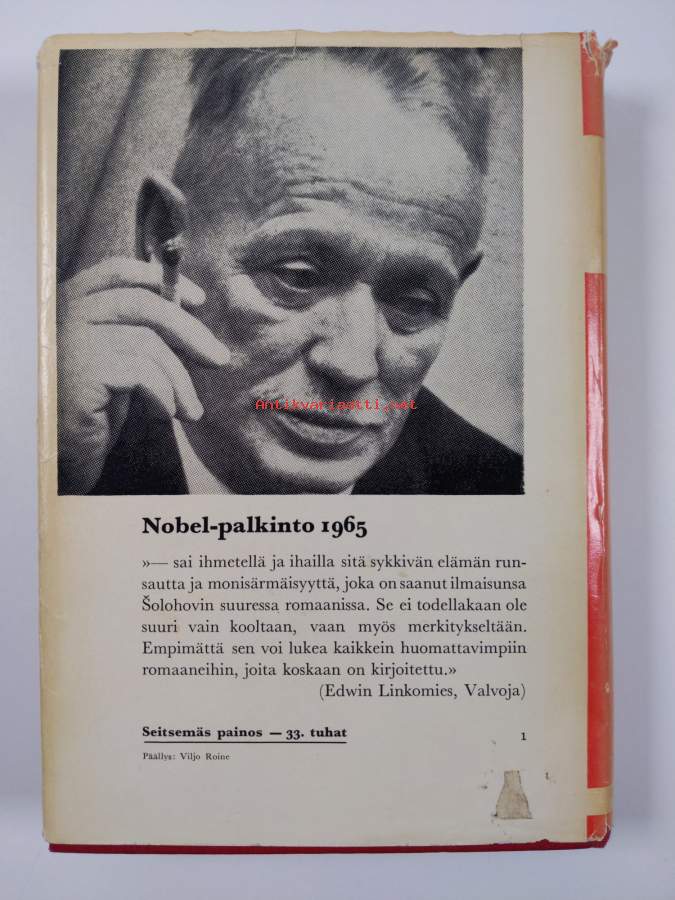 Antikvariaatti.net
Nobel-palkinto 1965
»— sai ihmetellä ja ihailla sitä sykkivän elämän run-
sautta ja monisärmäisyyttä, joka on saanut ilmaisunsa
Šolohovin suuressa romaanissa. Se ei todellakaan ole
suuri vain kooltaan, vaan myös merkitykseltään.
Empimättä sen voi lukea kaikkein huomattavimpiin
romaaneihin, joita koskaan on kirjoitettu.»
(Edwin Linkomies, Valvoja)
Seitsemäs painos — 33. tuhat
1
Päällys: Viljo Roine